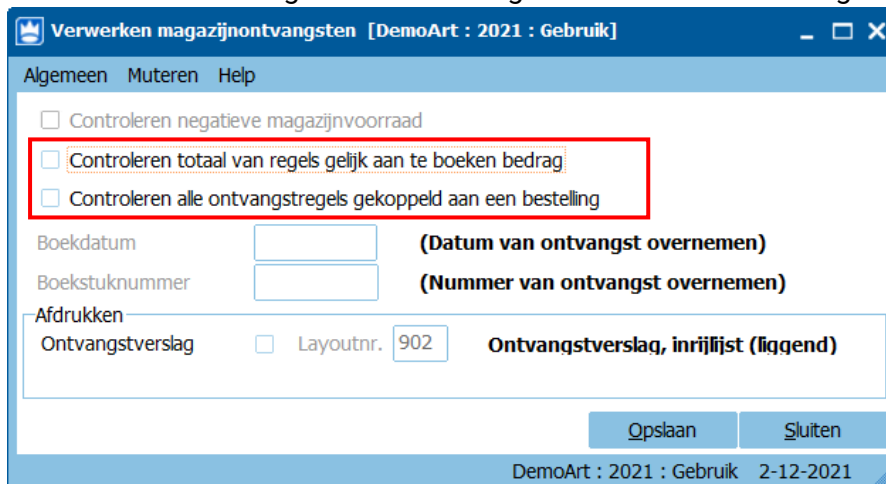 Verwerken magazijnontvangsten [DemoArt : 2021 : Gebruik]
Algemeen Muteren Help
Controleren negatieve magazijnvoorraad
Controleren totaal van regels gelijk aan te boeken bedrag
Controleren alle ontvangstregels gekoppeld aan een bestelling
Boekdatum (Datum van ontvangst overnemen)
Boekstuknummer (Nummer van ontvangst overnemen)
Afdrukken
Ontvangstverslag Layoutnr. 902 Ontvangstverslag, inrijlijst (liggend)
Opslaan Sluiten
DemoArt : 2021 : Gebruik 2-12-2021